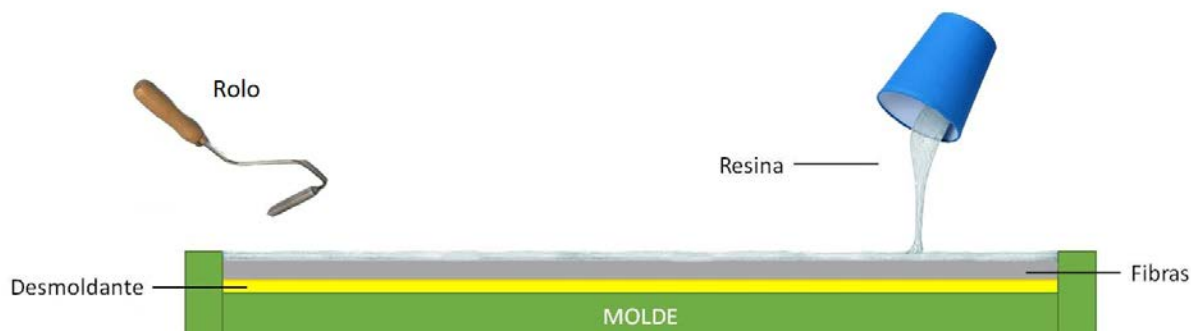 Rolo
Resina
Fibras
Desmoldante
MOLDE